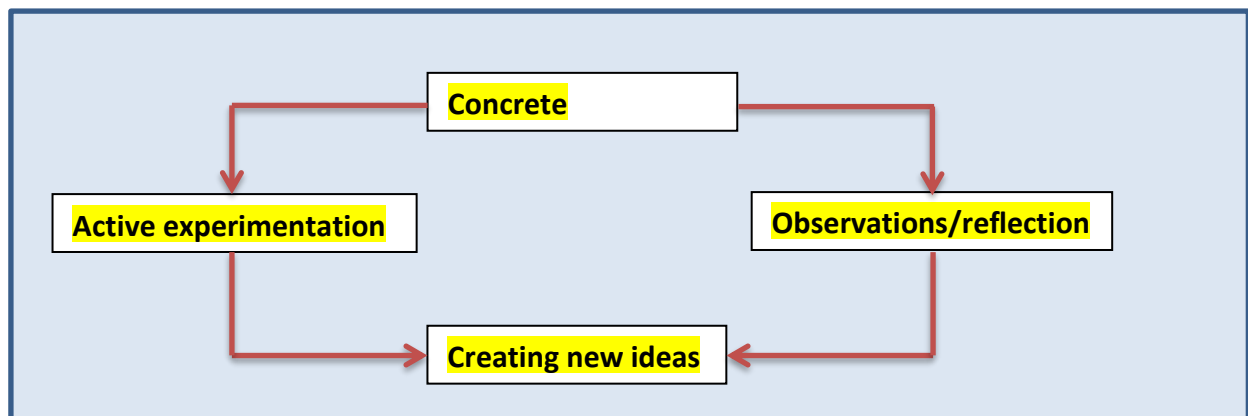 Concrete
Active experimentation
Observations/reflection
Creating new ideas